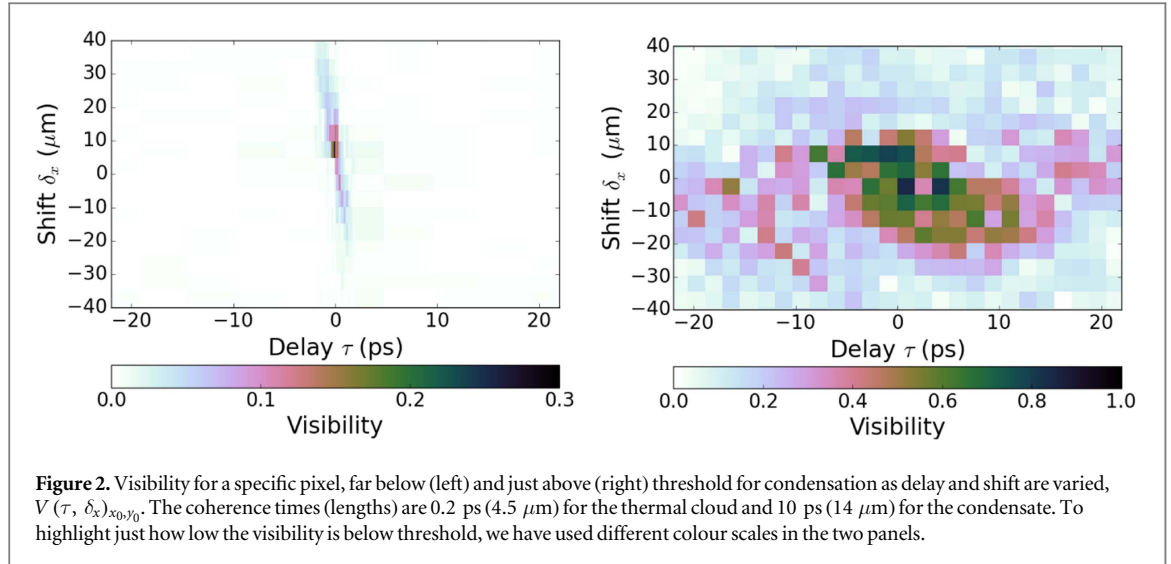 40
30
20
10
0
−10
−20
−30
−40
Shift δx (μm)
−20 −10 0 10 20
Delay τ (ps)
0.0 0.1 0.2 0.3
Visibility
40
30
20
10
0
−10
−20
−30
−40
Shift δx (μm)
−20 −10 0 10 20
Delay τ (ps)
0.0 0.2 0.4 0.6 0.8 1.0
Visibility
Figure 2. Visibility for a specific pixel, far below (left) and just above (right) threshold for condensation as delay and shift are varied,
V (τ, δx)x0,y0. The coherence times (lengths) are 0.2 ps (4.5 μm) for the thermal cloud and 10 ps (14 μm) for the condensate. To
highlight just how low the visibility is below threshold, we have used different colour scales in the two panels.